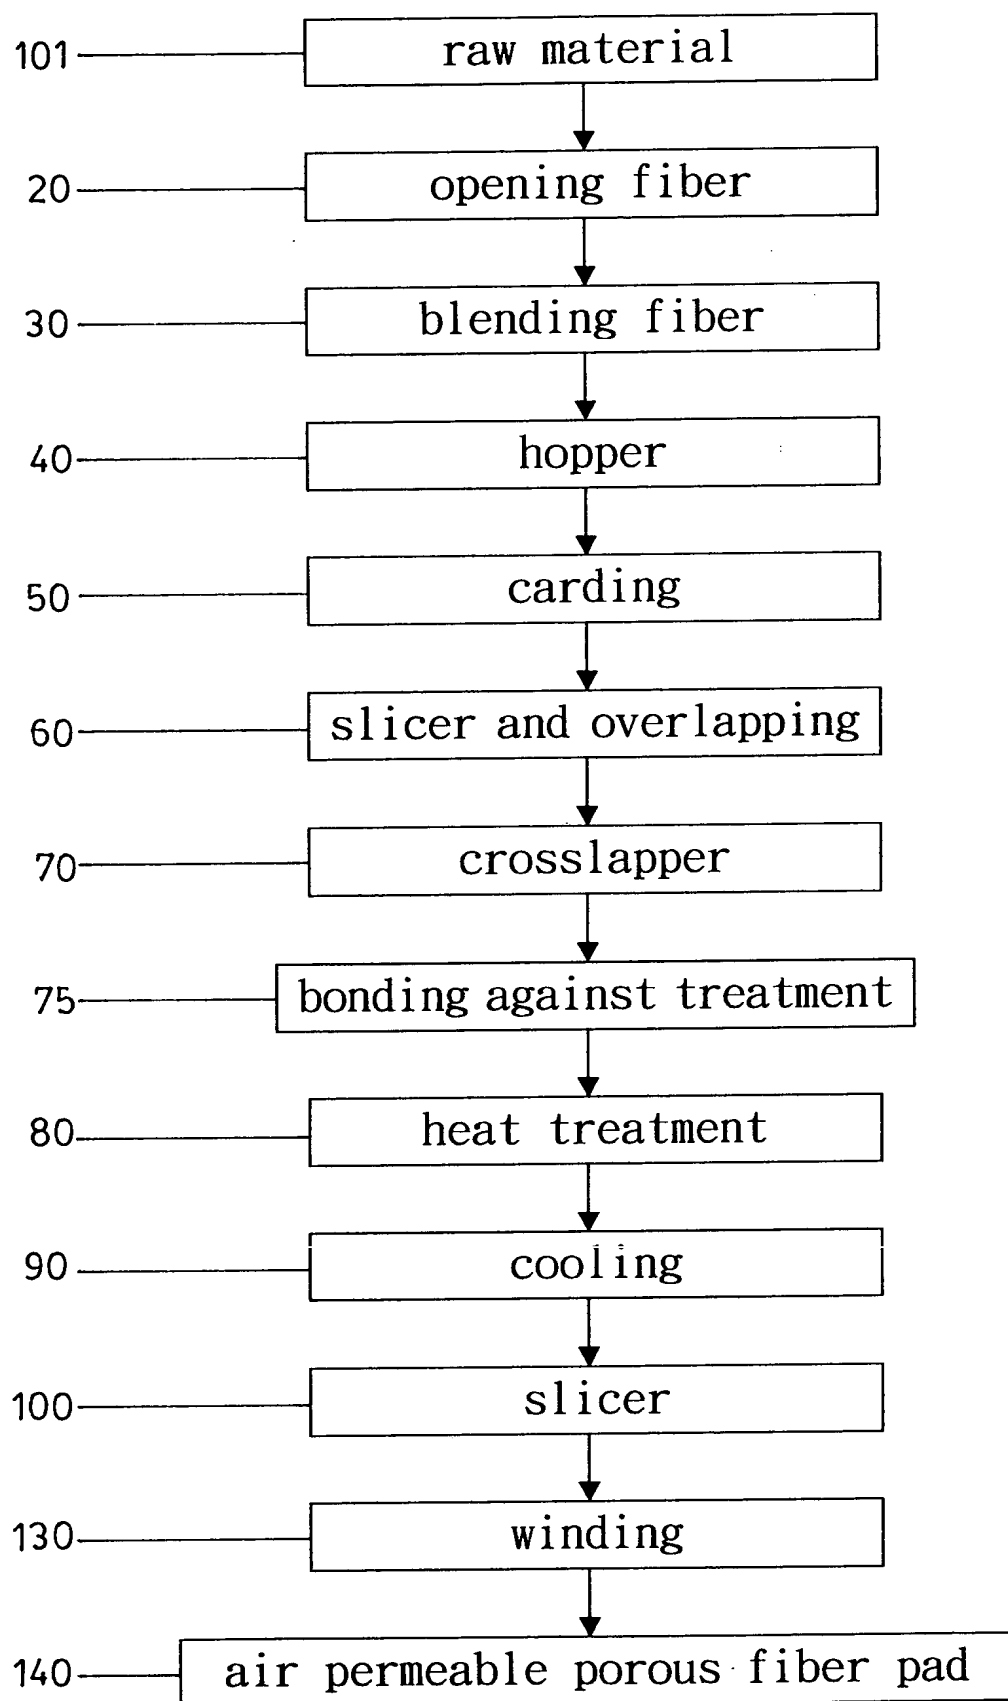 101 raw material
20 opening fiber
30 blending fiber
40 hopper
50 carding
60 slicer and overlapping
70 crosslapper
75 bonding against treatment
80 heat treatment
90 cooling
100 slicer
130 winding
140 air permeable porous fiber pad